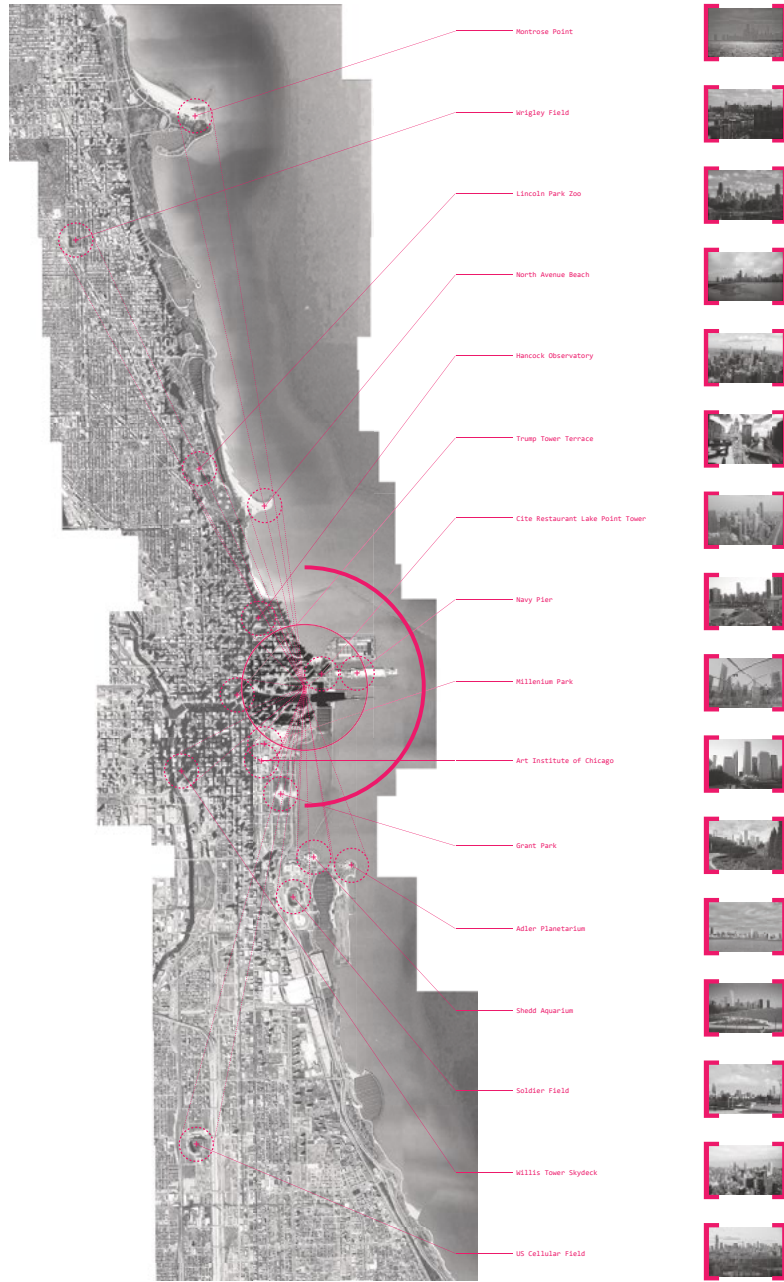 Montrose Point
Wrigley Field
Lincoln Park Zoo
North Avenue Beach
Hancock Observatory
Trump Tower Terrace
Cite Restaurant Lake Point Tower
Navy Pier
Millenium Park
Art Institute of Chicago
Grant Park
Adler Planetarium
Shedd Aquarium
Soldier Field
Willis Tower Skydeck
US Cellular Field